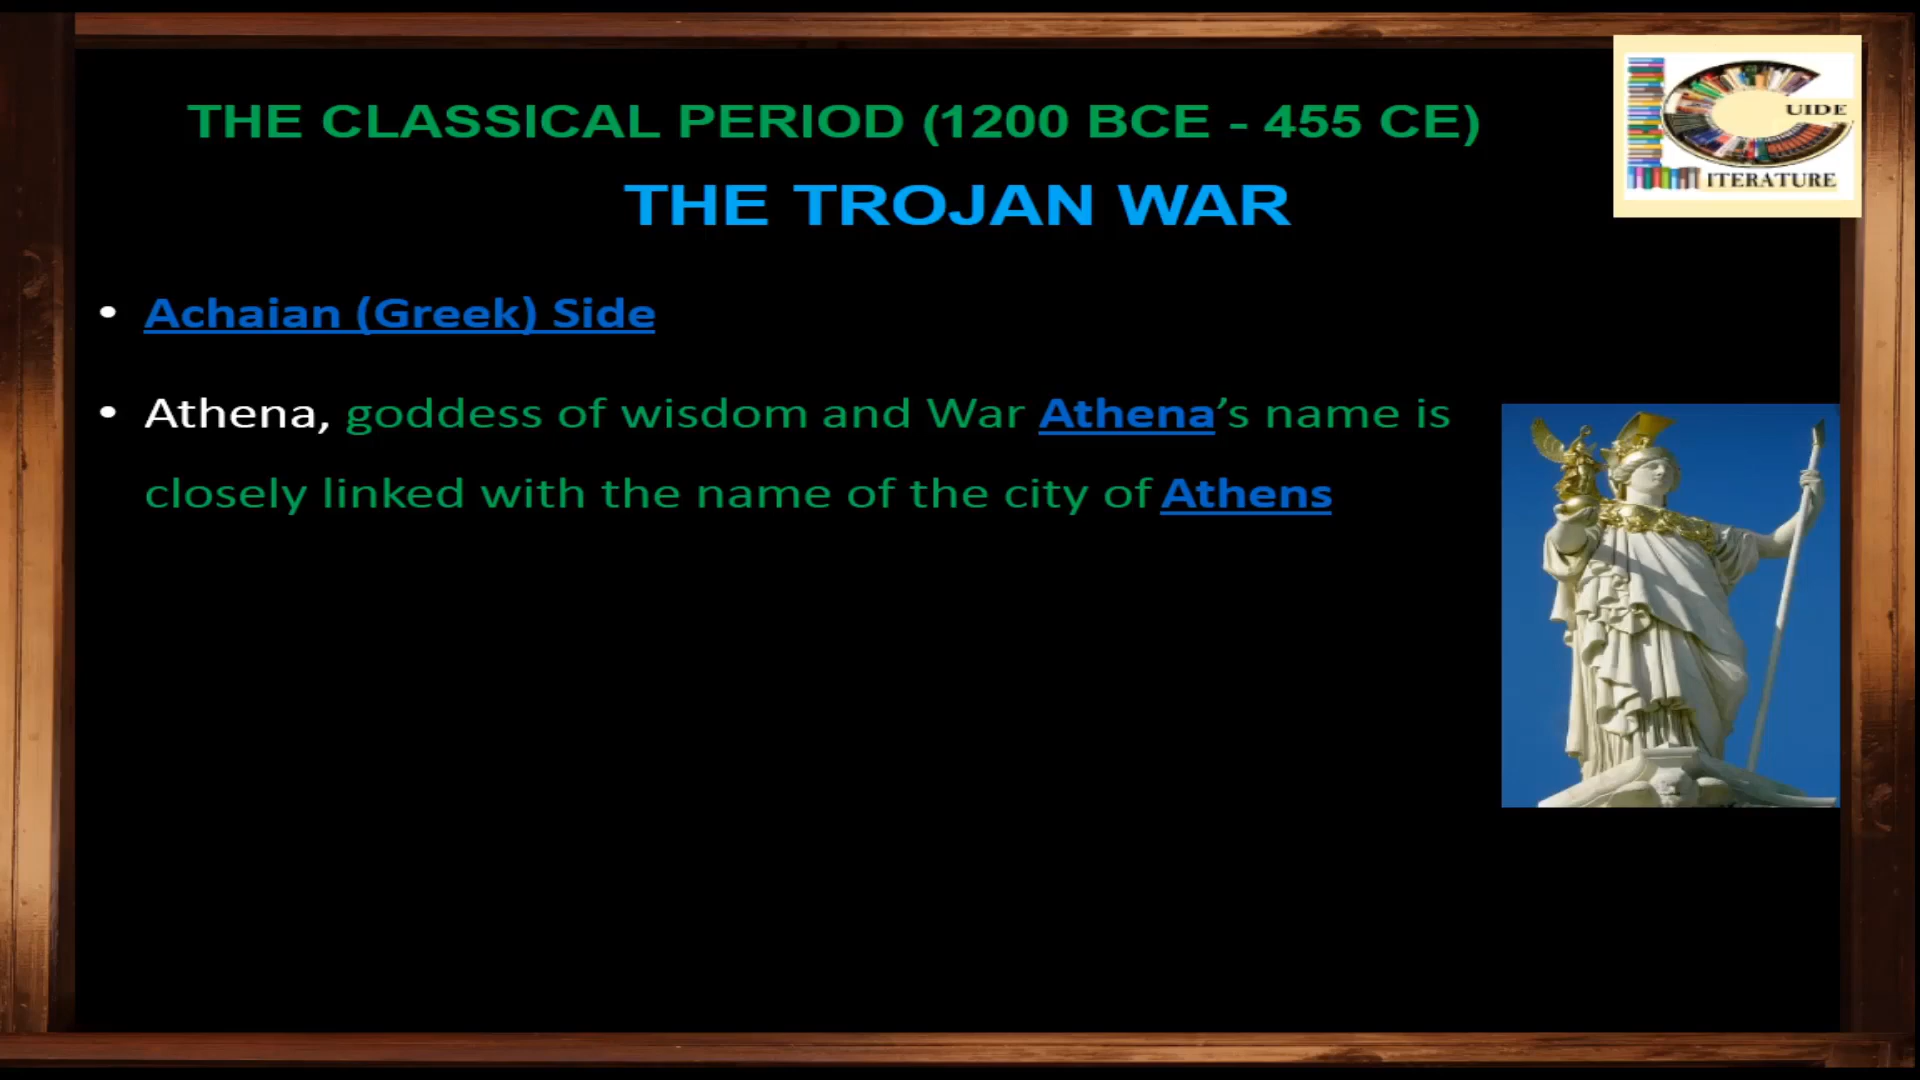 THE CLASSICAL PERIOD (1200 BCE - 455 CE)
UIDE
ITERATURE
THE TROJAN WAR
• Achaian (Greek) Side
• Athena, goddess of wisdom and War Athena’s name is
closely linked with the name of the city of Athens